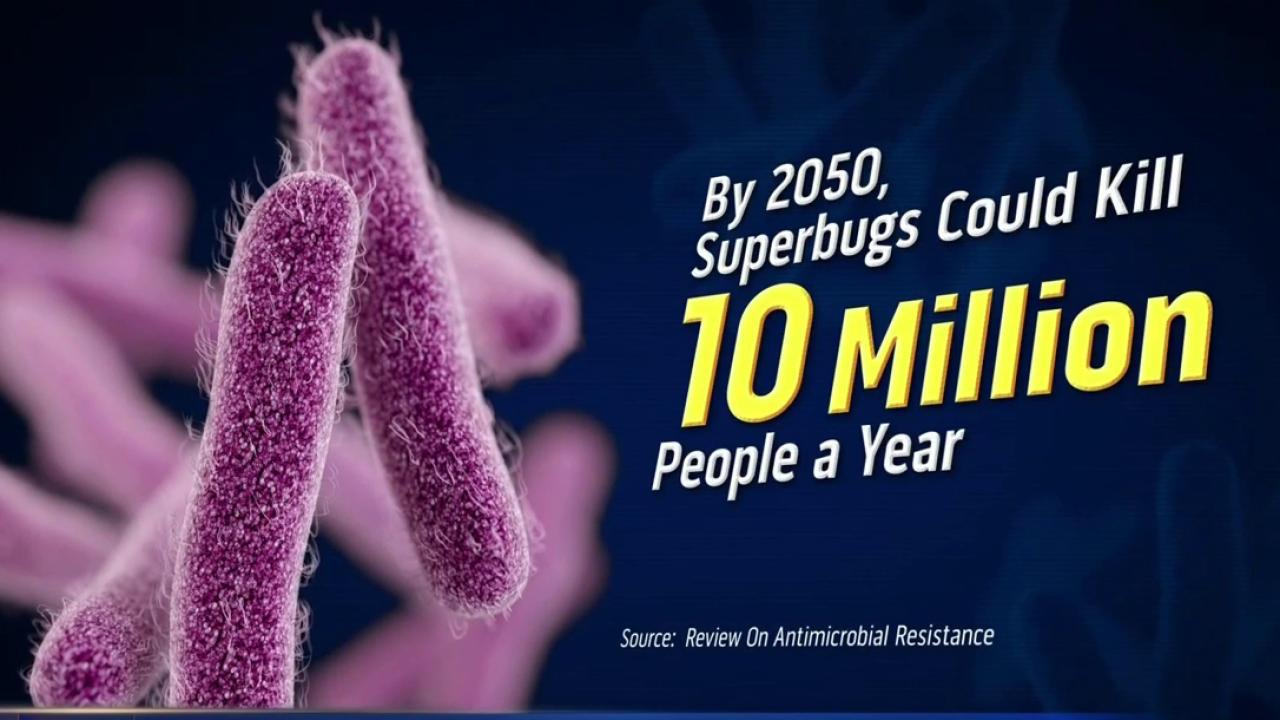 By 2050,
Superbugs Could Kill
10 Million
People a Year
Source: Review On Antimicrobial Resistance